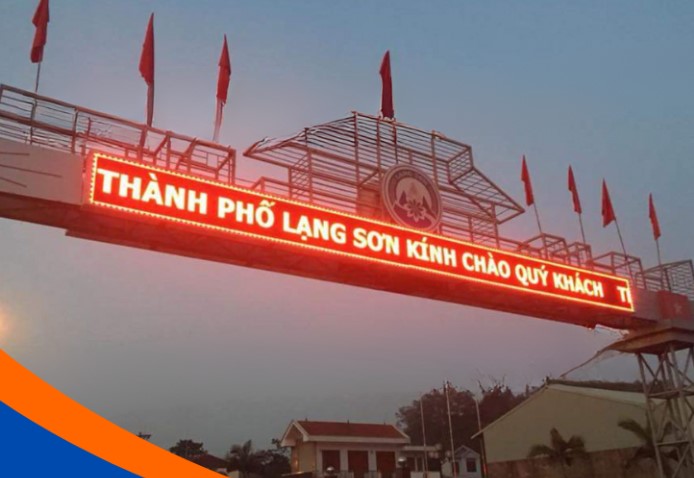 THÀNH PHỐ LẠNG SƠN KÍNH CHÀO QUÝ KHÁCH